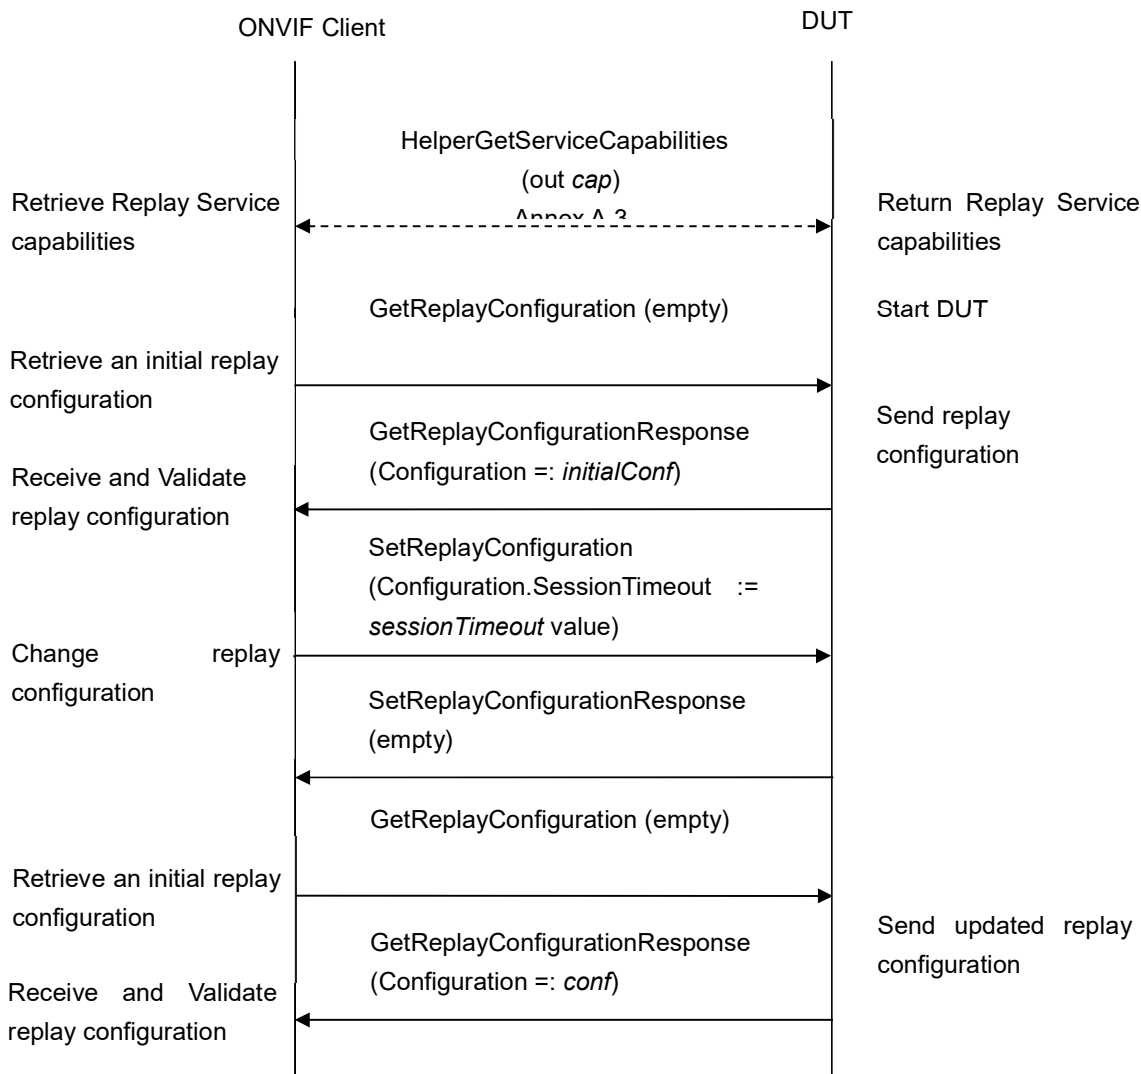 ONVIF Client
DUT
HelperGetServiceCapabilities
(out cap)
Annex A.3
Retrieve Replay Service
capabilities
Return Replay Service
capabilities
GetReplayConfiguration (empty)
Start DUT
Retrieve an initial replay
configuration
GetReplayConfigurationResponse
(Configuration =: initialConf)
Send replay
configuration
Receive and Validate
replay configuration
SetReplayConfiguration
(Configuration.SessionTimeout :=
sessionTimeout value)
Change replay
configuration
SetReplayConfigurationResponse
(empty)
GetReplayConfiguration (empty)
Retrieve an initial replay
configuration
GetReplayConfigurationResponse
(Configuration =: conf)
Send updated replay
configuration
Receive and Validate
replay configuration